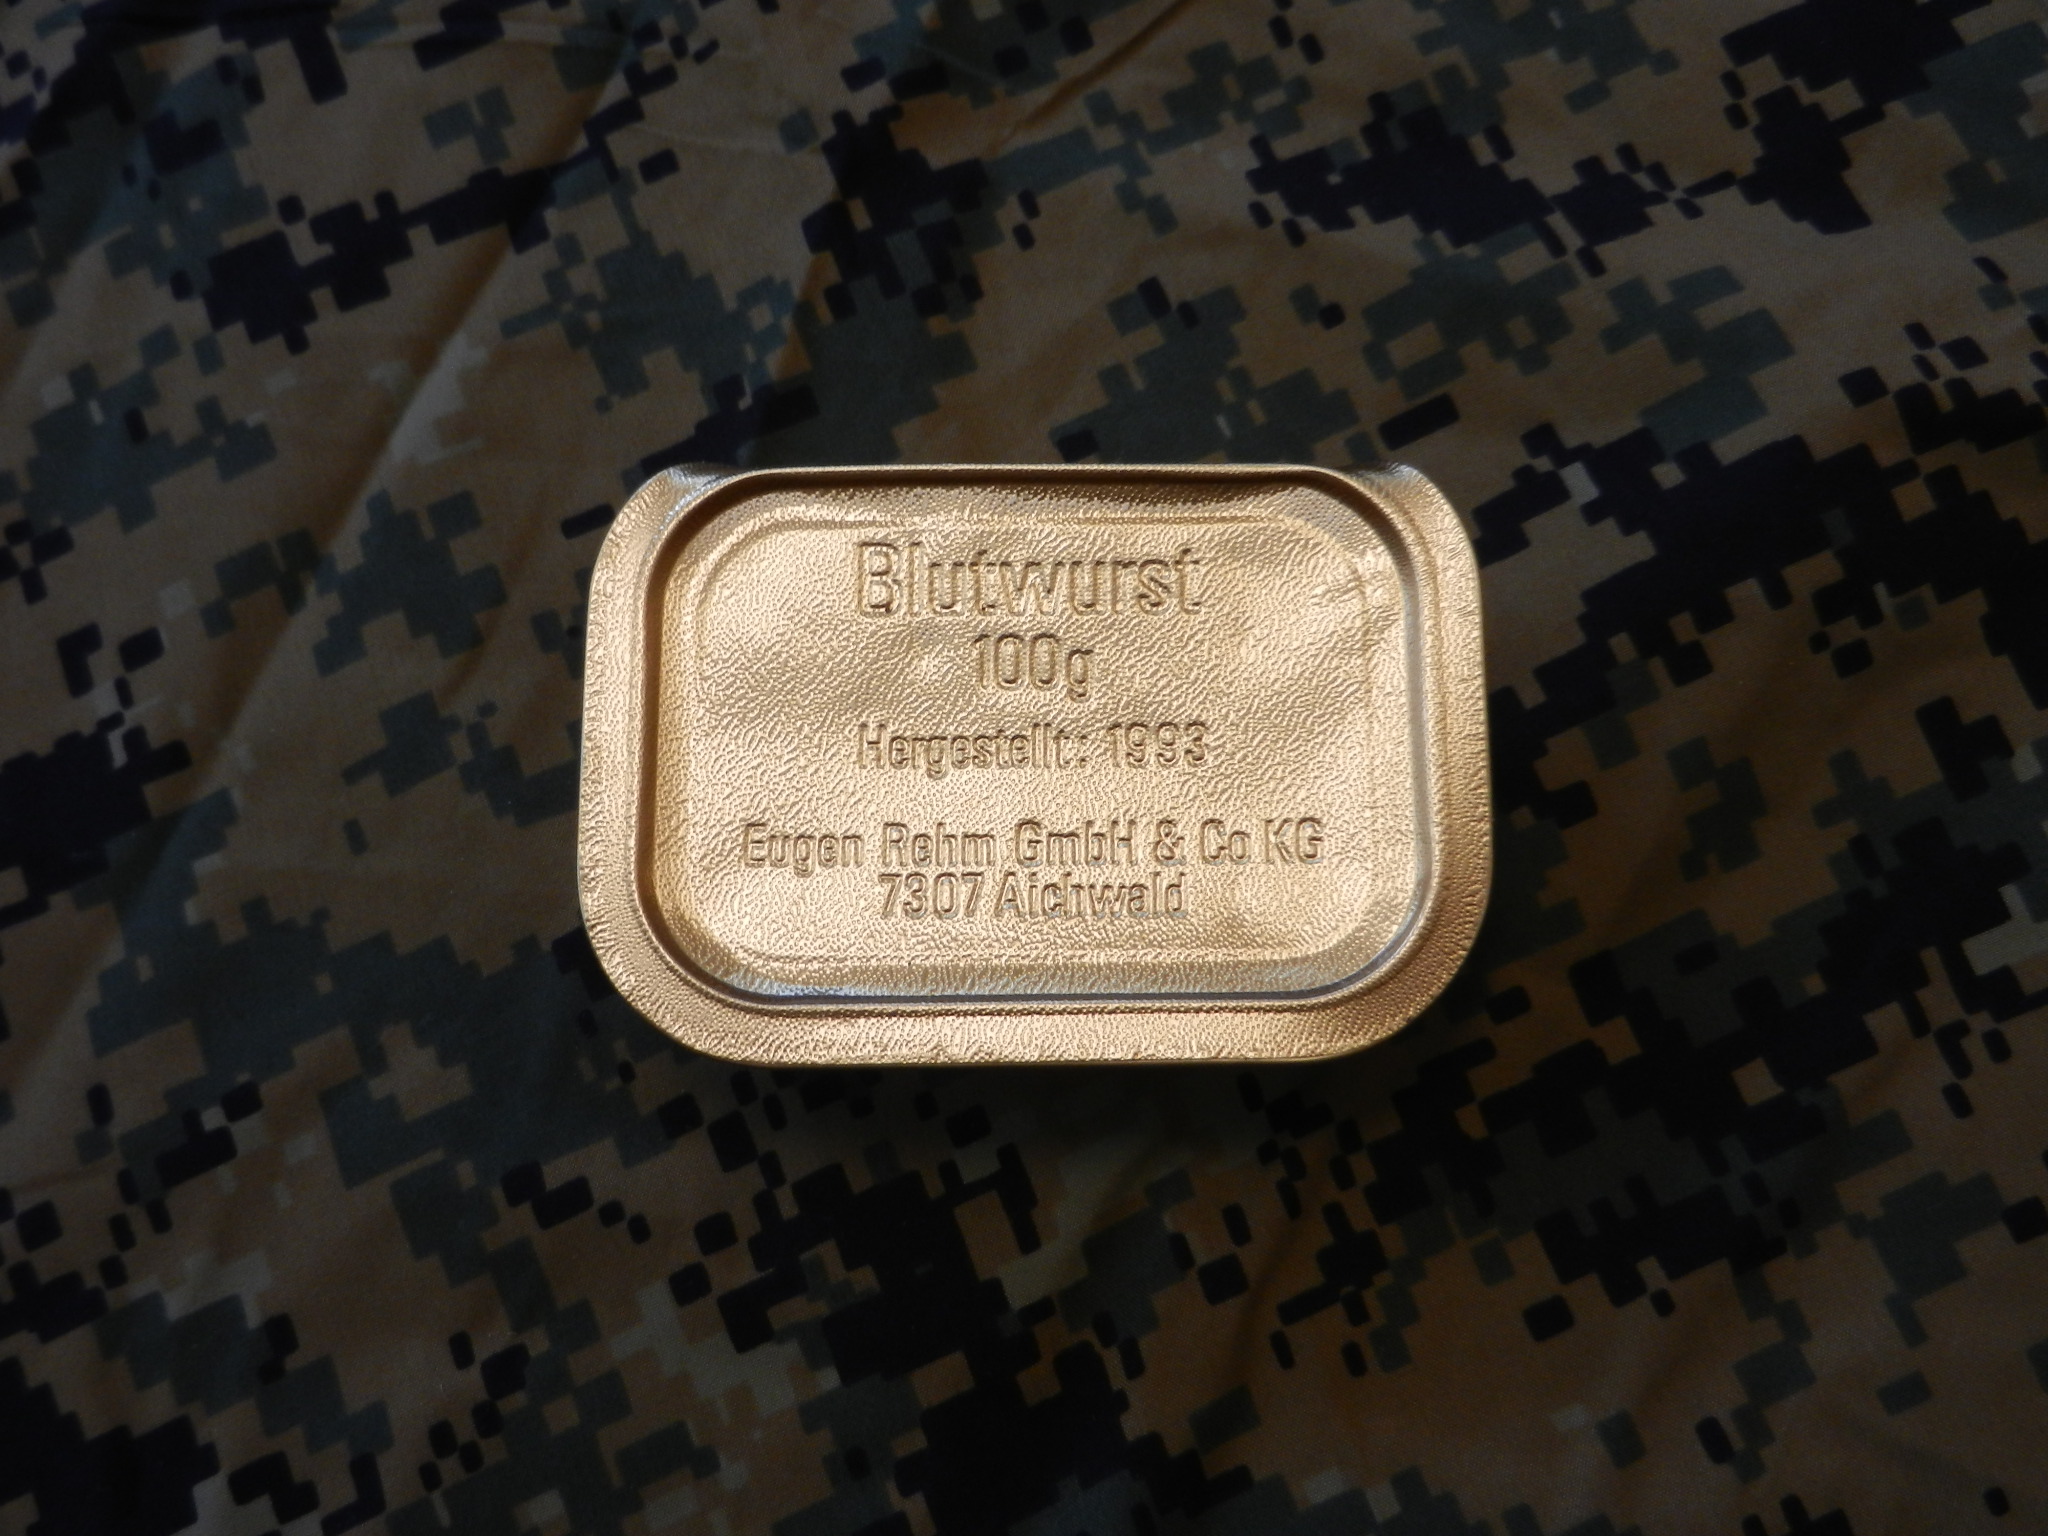 Blutwurst
100g
Hergestellt: 1993
Eugen Rehm GmbH & Co KG
7307 Aichwald